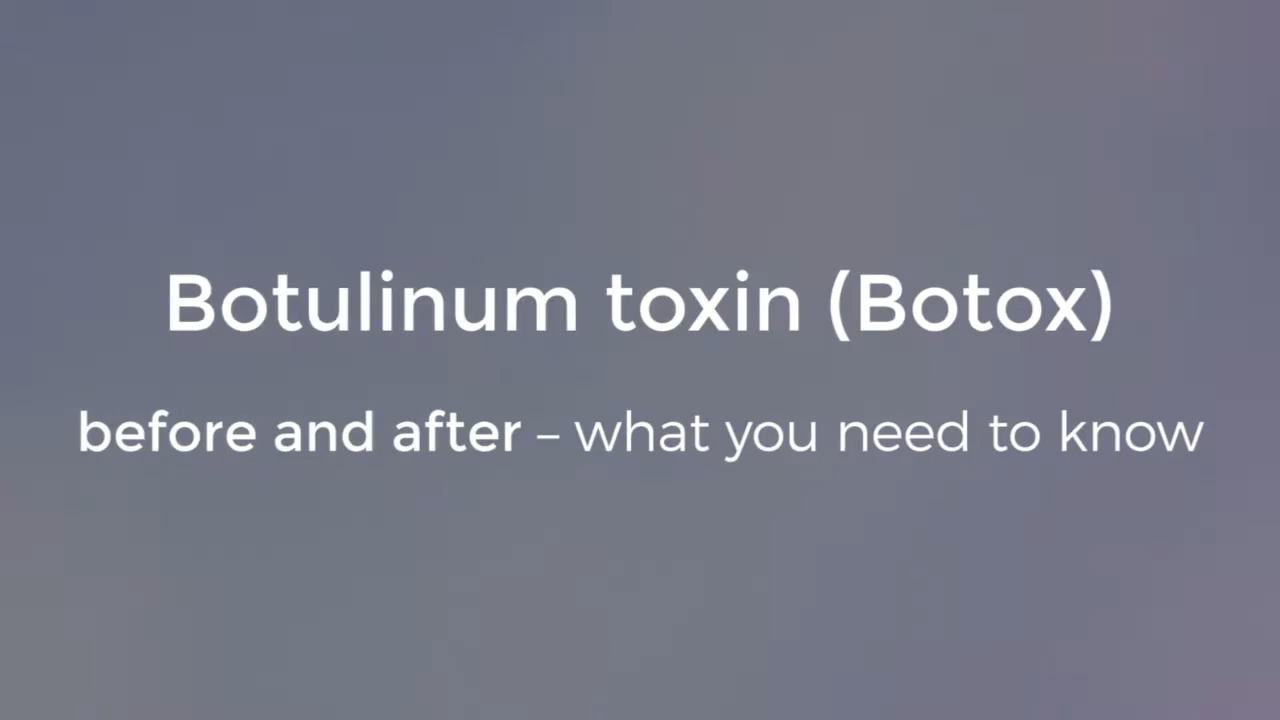 Botulinum toxin (Botox)
before and after – what you need to know